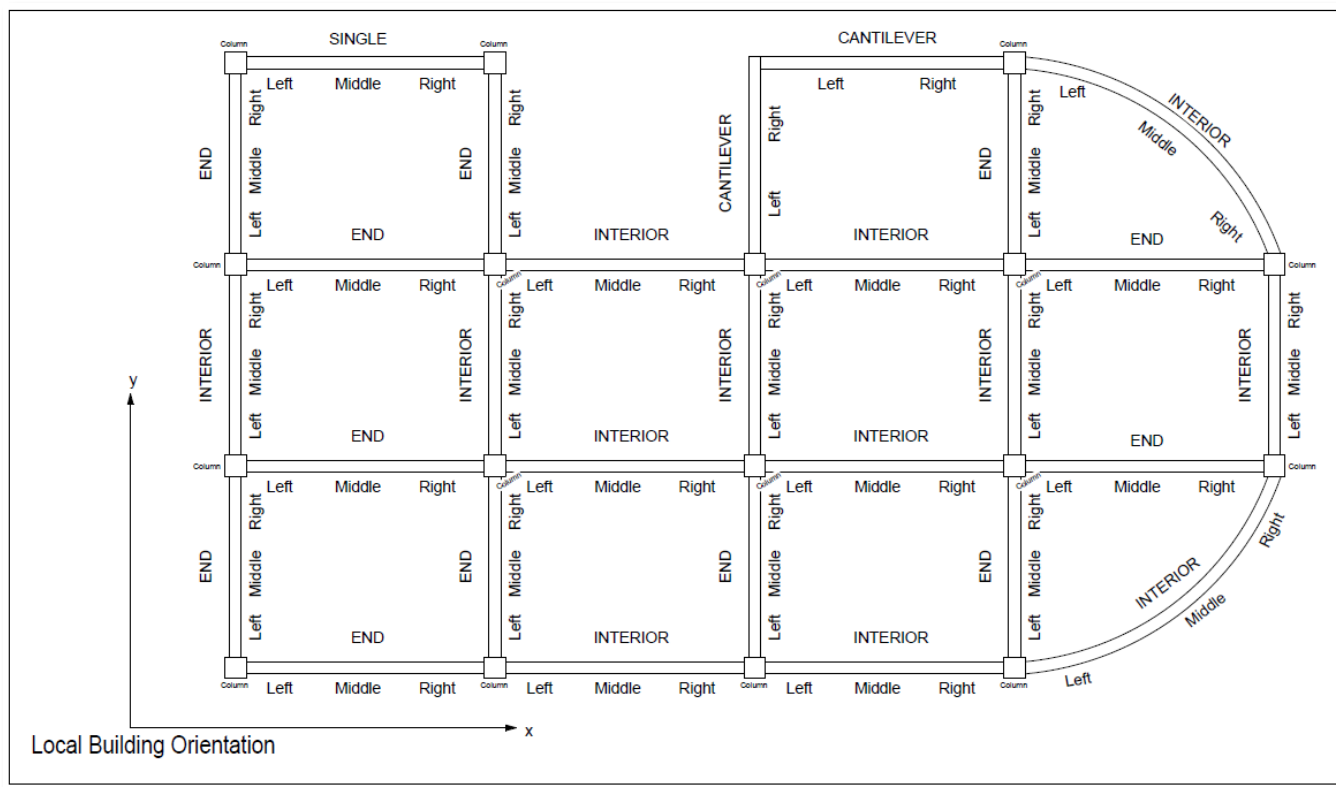 SINGLE
CANTILEVER
Column
Column
Column
Left Middle Right
Left Right
Left
INTERIOR
Middle
Right
END
Right
Middle
Left
END
Right
Middle
Left
CANTILEVER
Right
Left
END
Right
Middle
Left
END
INTERIOR
INTERIOR
END
Column
Column
Column
Column
Column
Left Middle Right
Left Middle Right
Left Middle Right
Left Middle Right
INTERIOR
Right
Middle
Left
INTERIOR
Right
Middle
Left
INTERIOR
Right
Middle
Left
INTERIOR
Right
Middle
Left
INTERIOR
Right
Middle
Left
y
END
INTERIOR
INTERIOR
END
Column
Column
Column
Column
Column
Left Middle Right
Left Middle Right
Left Middle Right
Left Middle Right
END
Right
Middle
Left
END
Right
Middle
Left
END
Right
Middle
Left
END
Right
Middle
Left
INTERIOR
Right
Middle
Left
END
INTERIOR
INTERIOR
Column
Column
Column
Column
Left Middle Right
Left Middle Right
Left Middle Right
x
Local Building Orientation